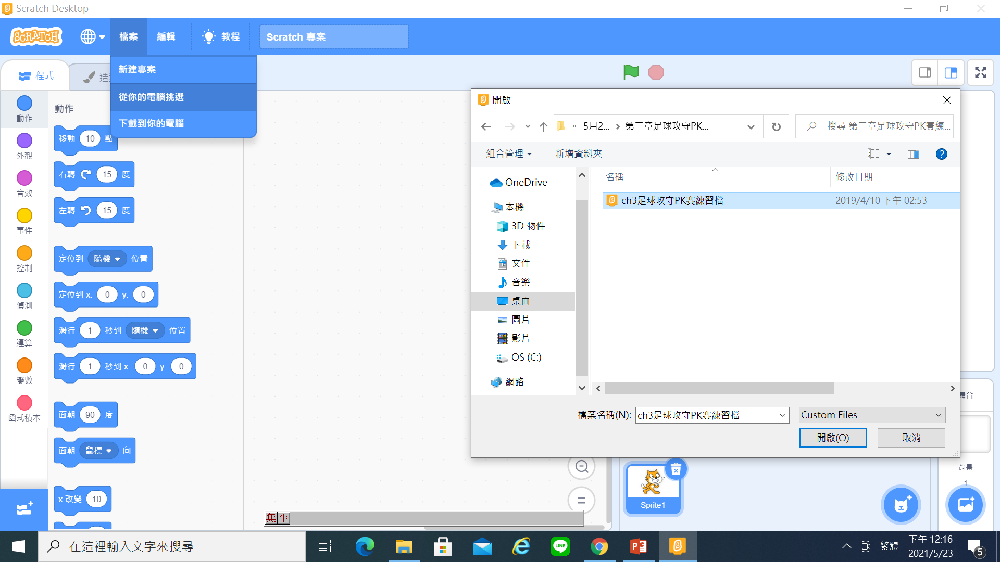 Scratch Desktop
SCRATCH
檔案
編輯
教程
Scratch 專案
新建專案
從你的電腦挑選
下載到你的電腦
程式
造
動作
外觀
音效
事件
控制
偵測
運算
變數
函式積木
動作
移動 10 點
右轉 15 度
左轉 15 度
定位到 隨機 位置
定位到 x: 0 y: 0
滑行 1 秒到 隨機 位置
滑行 1 秒到 x: 0 y: 0
面朝 90 度
面朝 鼠標 向
x 改變 10
開啟
« 5月2... › 第三章足球攻守PK...
搜尋 第三章足球攻守PK賽練...
組合管理
新增資料夾
OneDrive
本機
3D 物件
下載
文件
音樂
桌面
圖片
影片
OS (C:)
網路
名稱
修改日期
ch3足球攻守PK賽練習檔
2019/4/10 下午 02:53
檔案名稱(N):
ch3足球攻守PK賽練習檔
Custom Files
開啟(O)
取消
舞台
背景
1
Sprite1
無半
在這裡輸入文字來搜尋
LINE
繁體
下午 12:16
2021/5/23
5